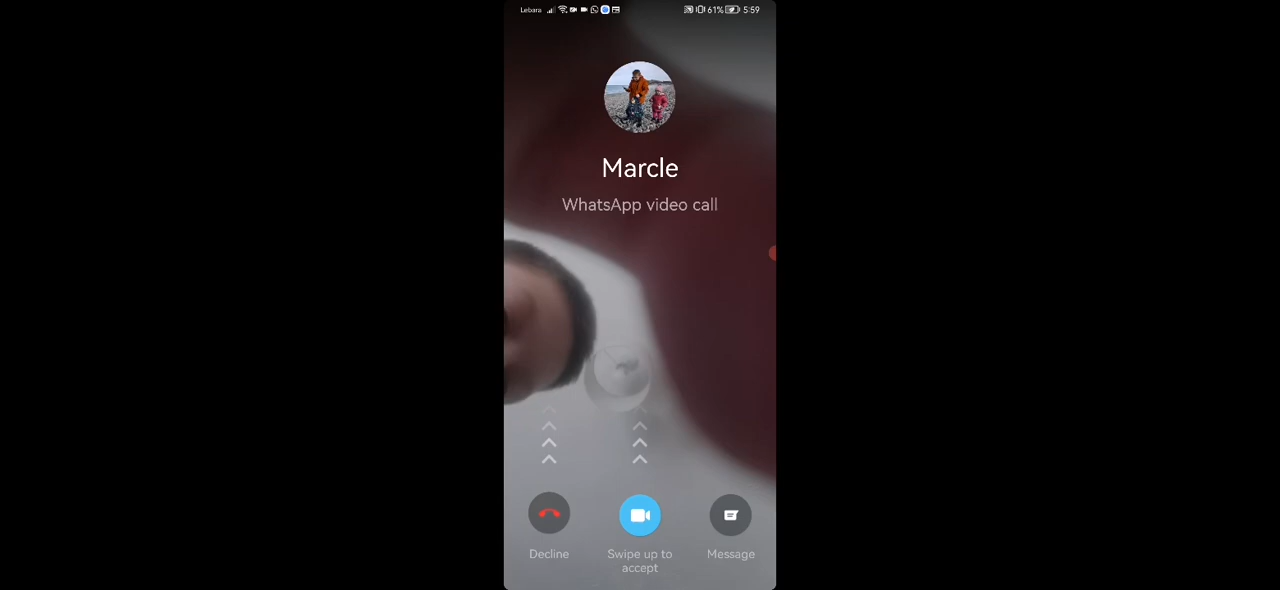 Lebara 61% 5:59
Marcle
WhatsApp video call
Decline
Swipe up to
accept
Message